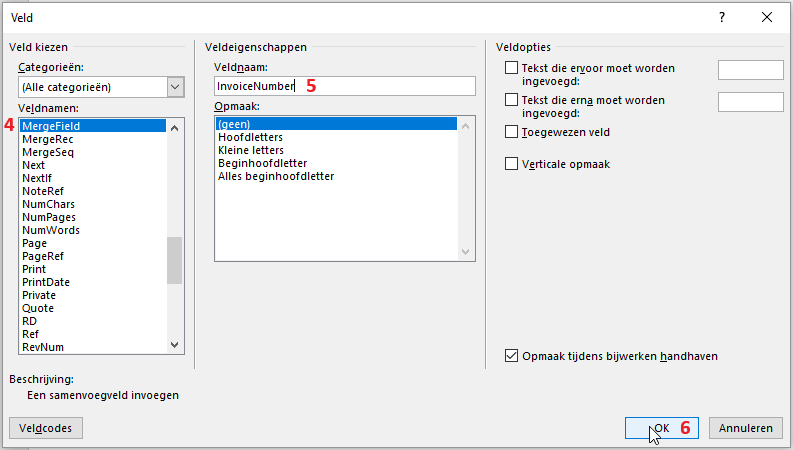 Veld
?
Veld kiezen
Categorieën:
(Alle categorieën)
Veldnamen:
4
MergeField
MergeRec
MergeSeq
Next
NextIf
NoteRef
NumChars
NumPages
NumWords
Page
PageRef
Print
PrintDate
Private
Quote
RD
Ref
RevNum
Veldeigenschappen
Veldnaam:
InvoiceNumber 5
Opmaak:
(geen)
Hoofdletters
Kleine letters
Beginhoofdletter
Alles beginhoofdletter
Veldopties
Tekst die ervoor moet worden
ingevoegd:
Tekst die erna moet worden
ingevoegd:
Toegewezen veld
Verticale opmaak
Opmaak tijdens bijwerken handhaven
Beschrijving:
Een samenvoegveld invoegen
Veldcodes
OK 6
Annuleren